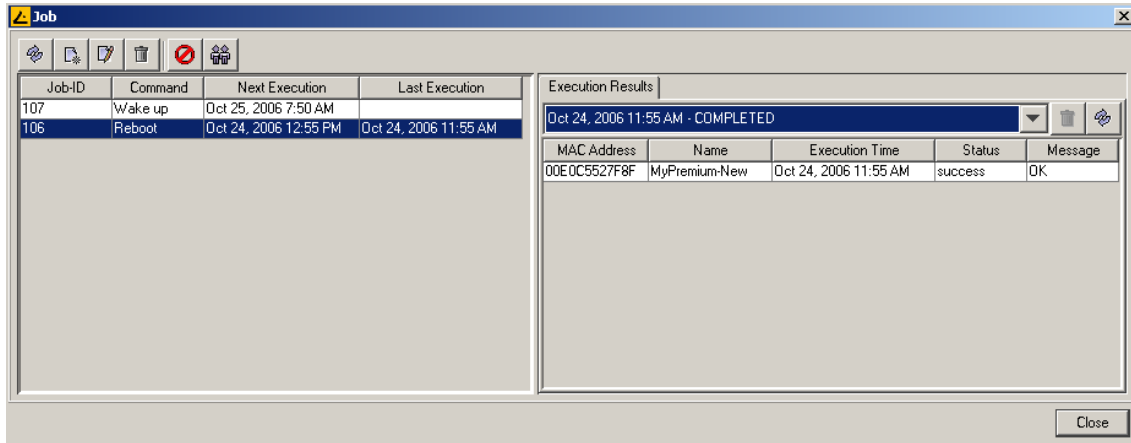 Job
Job-ID Command Next Execution Last Execution
107 Wake up Oct 25, 2006 7:50 AM
106 Reboot Oct 24, 2006 12:55 PM Oct 24, 2006 11:55 AM
Execution Results
Oct 24, 2006 11:55 AM - COMPLETED
MAC Address Name Execution Time Status Message
00E0C5527F8F MyPremium-New Oct 24, 2006 11:55 AM success OK
Close